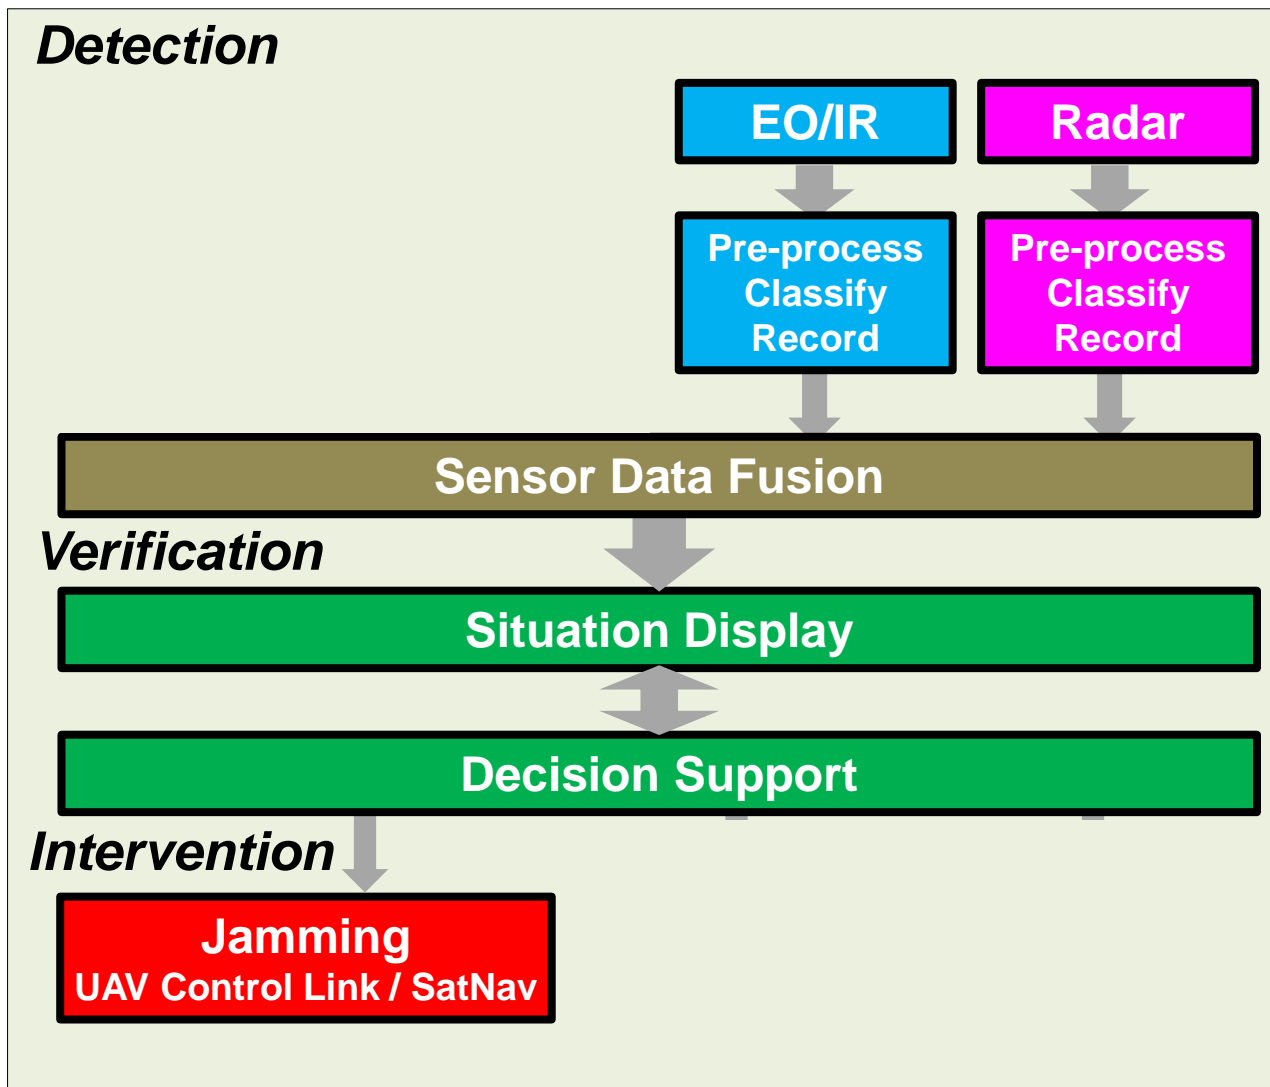 Detection
EO/IR
Radar
Pre-process
Classify
Record
Pre-process
Classify
Record
Sensor Data Fusion
Verification
Situation Display
Decision Support
Intervention
Jamming
UAV Control Link / SatNav